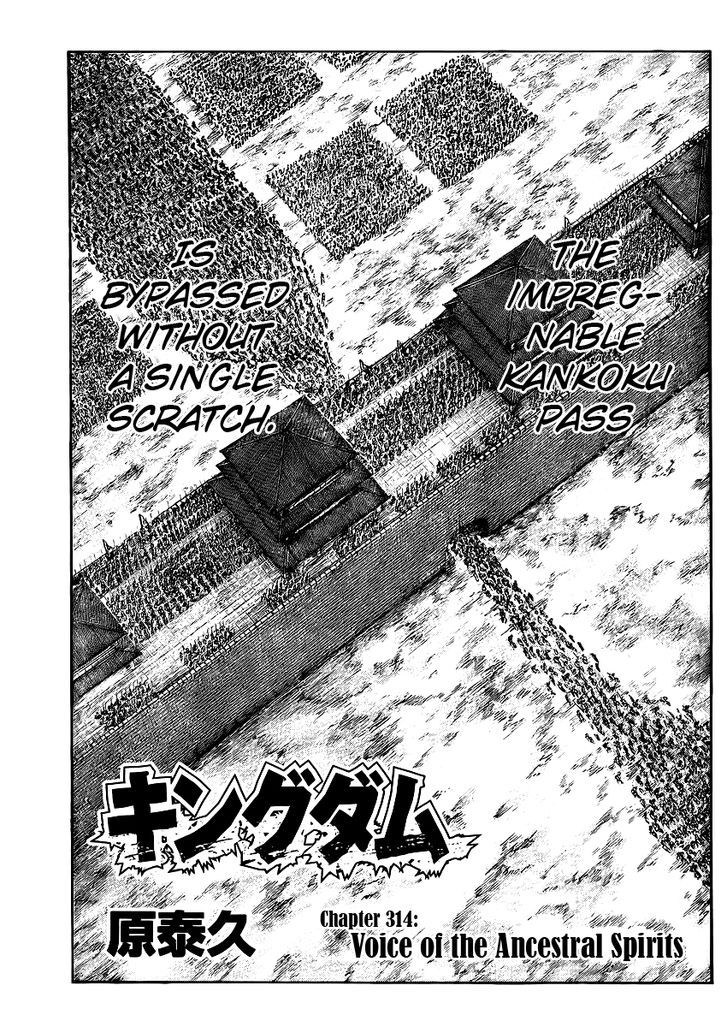 THE
IMPREG-
NABLE
KANKOKU
PASS
IS
BYPASSED
WITHOUT
A SINGLE
SCRATCH.
キングダム
原泰久
Chapter 314:
Voice of the Ancestral Spirits